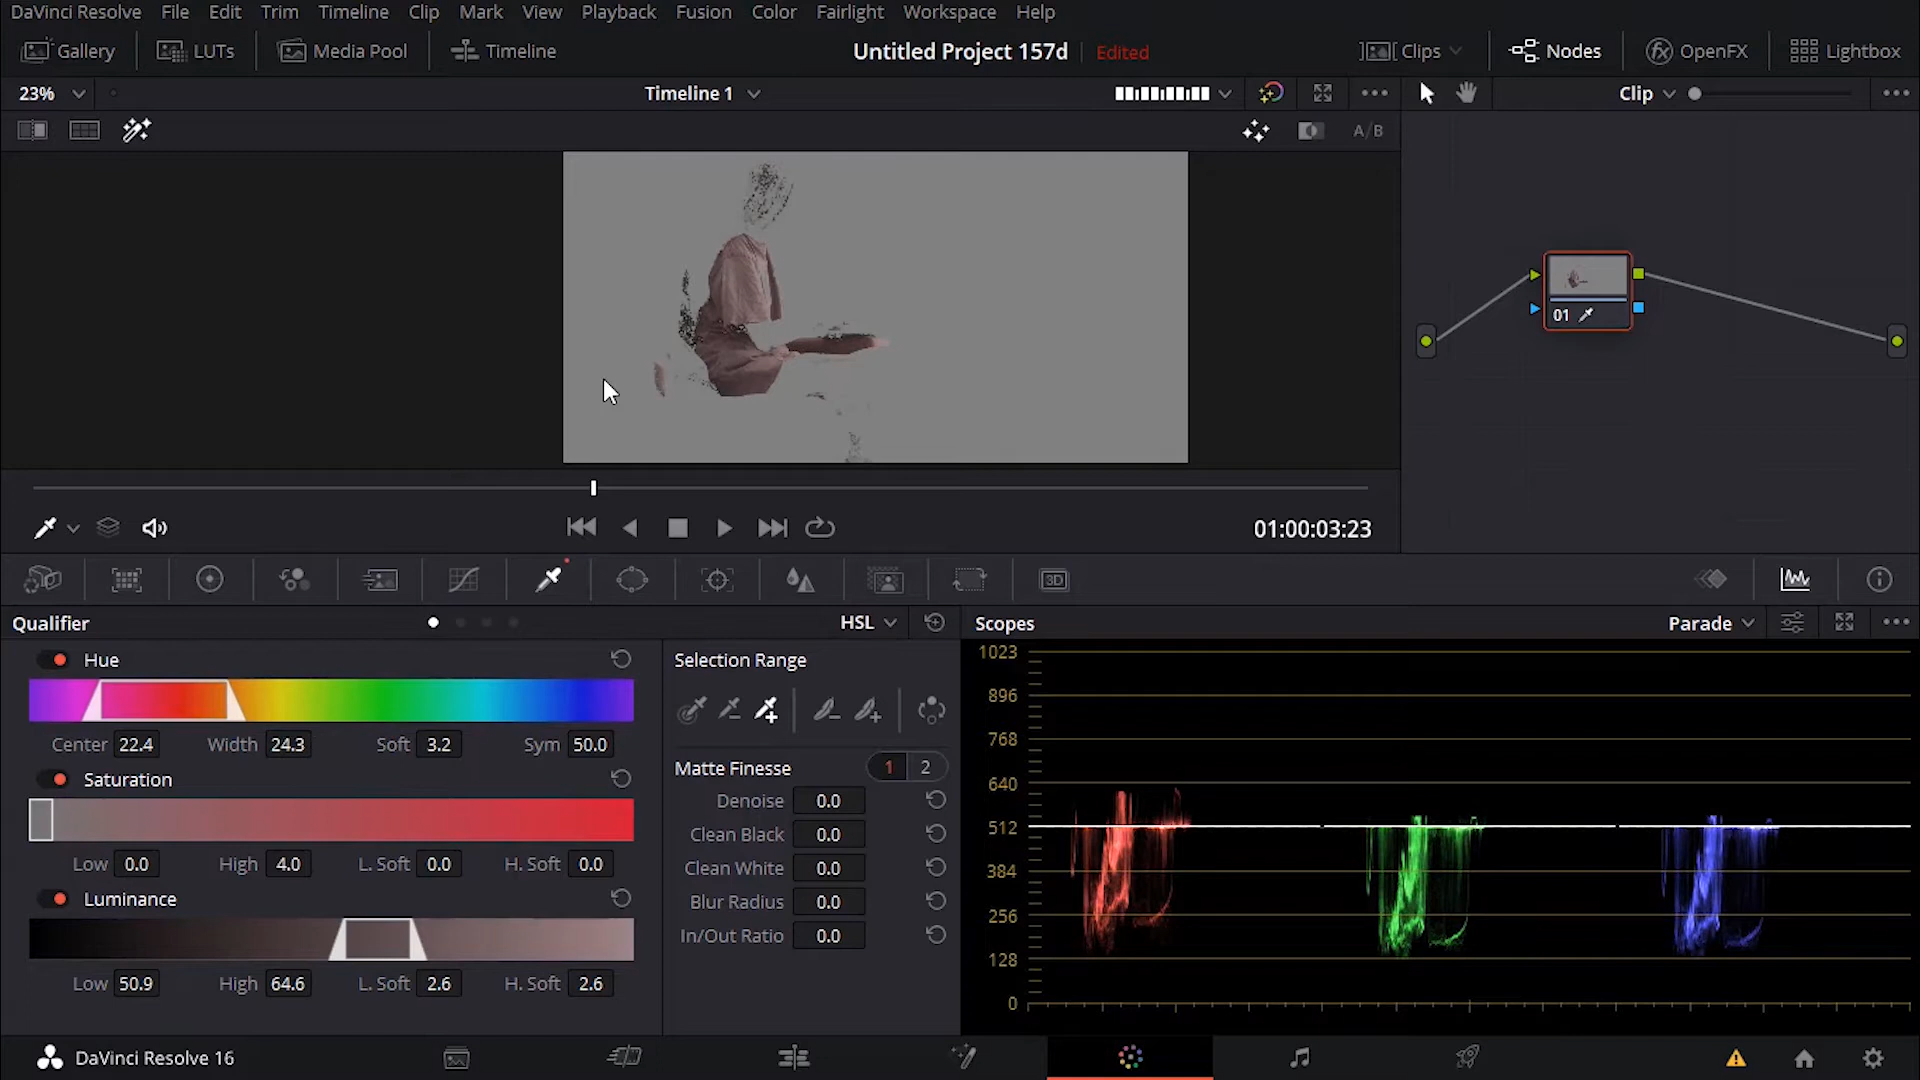 DaVinci Resolve File Edit Trim Timeline Clip Mark View Playback Fusion Color Fairlight Workspace Help
Gallery LUTs Media Pool Timeline Untitled Project 157d Edited Clips Nodes OpenFX Lightbox
23% Timeline 1 Clip
A/B
01
01:00:03:23
3D
Qualifier HSL Scopes Parade
Hue Selection Range
Center 22.4 Width 24.3 Soft 3.2 Sym 50.0
Saturation
Low 0.0 High 4.0 L. Soft 0.0 H. Soft 0.0
Luminance
Low 50.9 High 64.6 L. Soft 2.6 H. Soft 2.6
Matte Finesse 1 2
Denoise 0.0
Clean Black 0.0
Clean White 0.0
Blur Radius 0.0
In/Out Ratio 0.0
1023
896
768
640
512
384
256
128
0
DaVinci Resolve 16